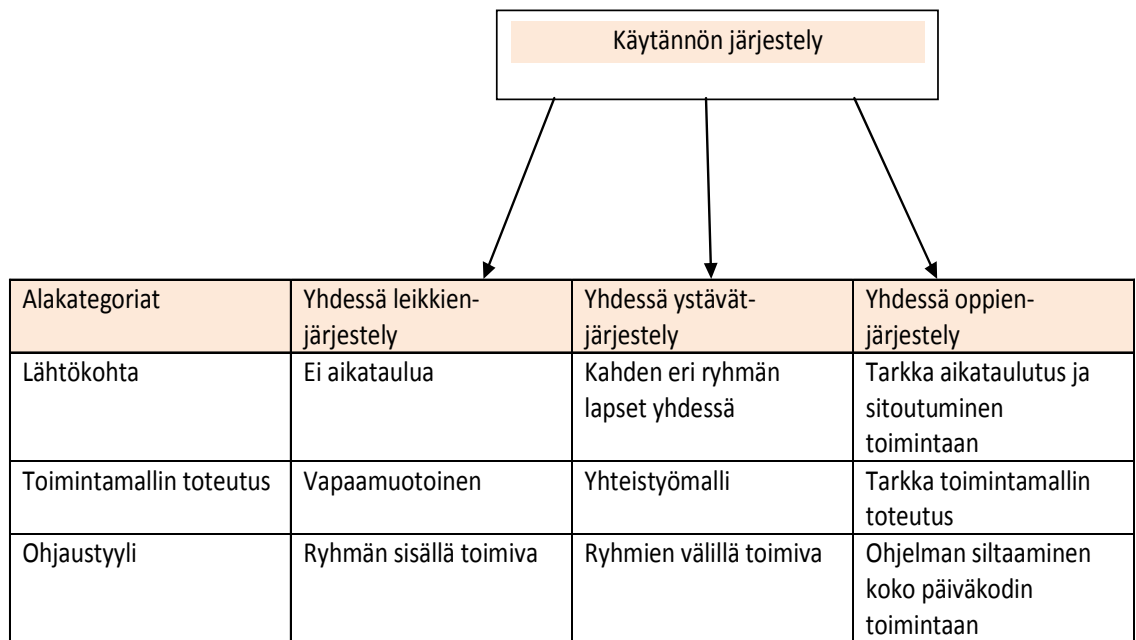 Käytännön järjestely
Alakategoriat
Yhdessä leikkien-
järjestely
Yhdessä ystävät-
järjestely
Yhdessä oppien-
järjestely
Lähtökohta
Ei aikataulua
Kahden eri ryhmän
lapset yhdessä
Tarkka aikataulutus ja
sitoutuminen
toimintaan
Toimintamallin toteutus
Vapaamuotoinen
Yhteistyömalli
Tarkka toimintamallin
toteutus
Ohjaustyyli
Ryhmän sisällä toimiva
Ryhmien välillä toimiva
Ohjelman siltaaminen
koko päiväkodin
toimintaan